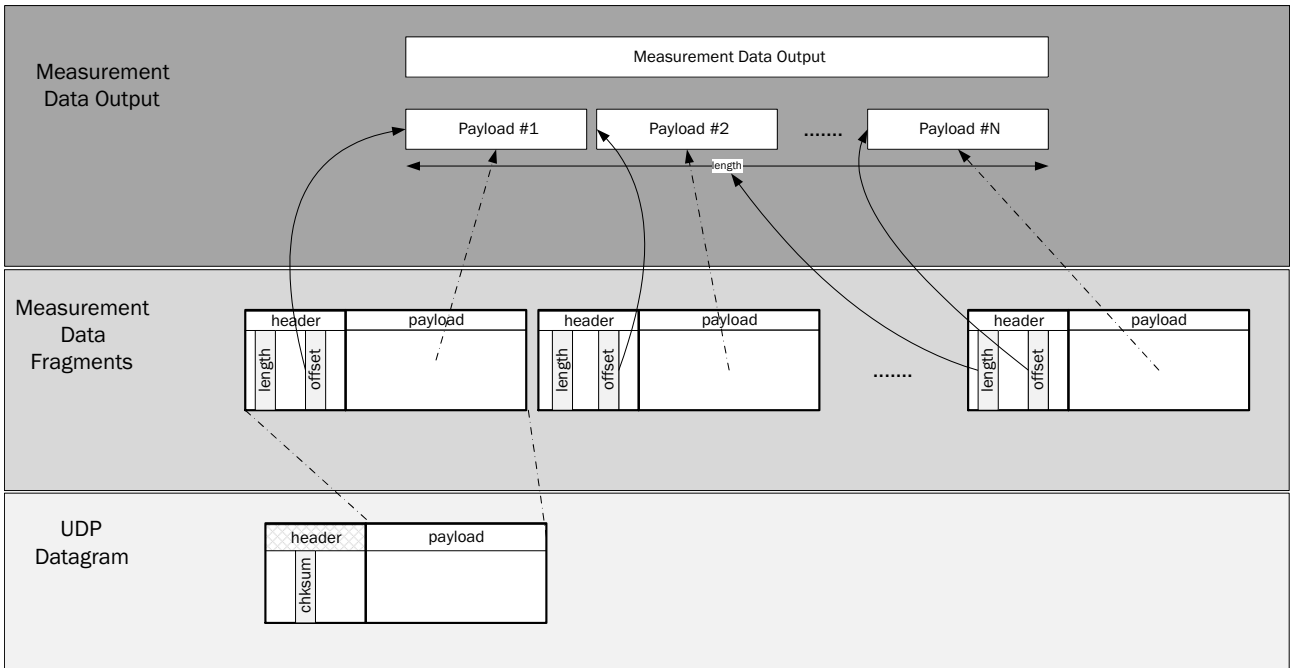 Measurement
Data Output
Measurement Data Output
Payload #1
Payload #2
.......
Payload #N
length
Measurement
Data
Fragments
header
payload
length
offset
header
payload
length
offset
.......
header
payload
length
offset
UDP
Datagram
header
payload
chksum